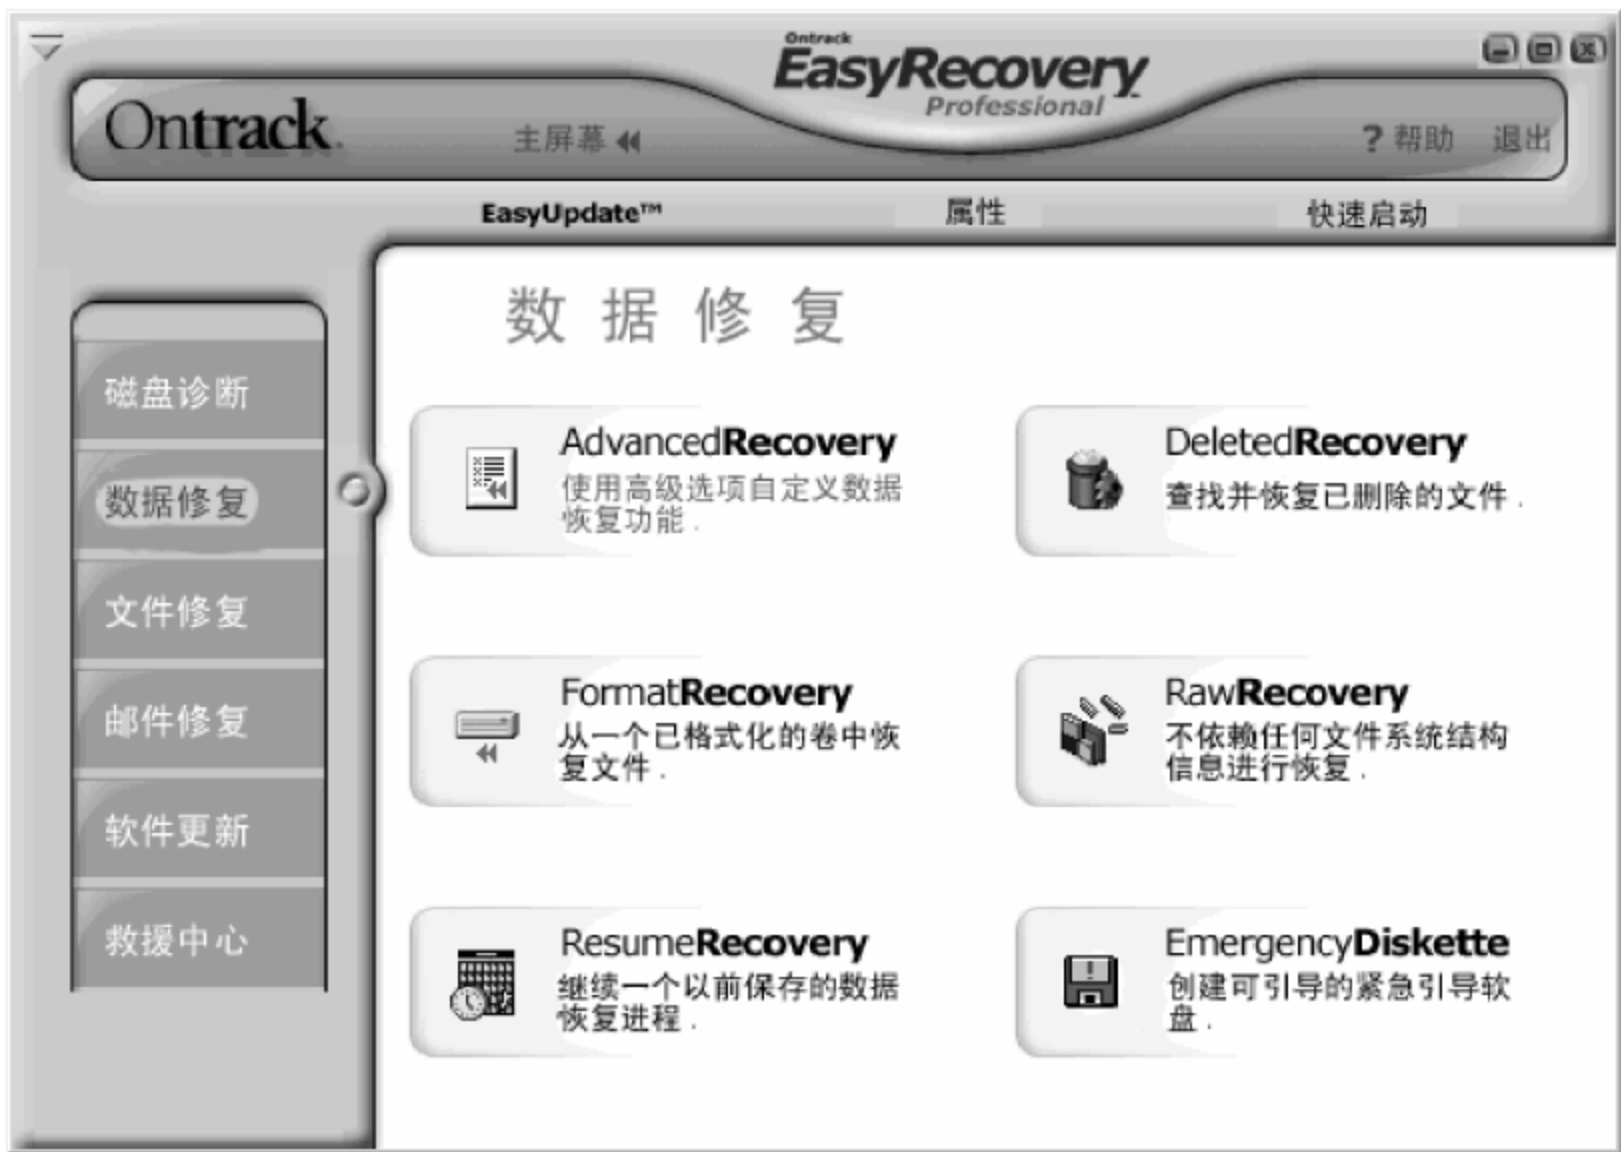 Ontrack
EasyRecovery
Professional
Ontrack.
主屏幕
? 帮助
退出
EasyUpdate™
属性
快速启动
磁盘诊断
数据修复
文件修复
邮件修复
软件更新
救援中心
数据修复
AdvancedRecovery
使用高级选项自定义数据
恢复功能.
DeletedRecovery
查找并恢复已删除的文件.
FormatRecovery
从一个已格式化的卷中恢
复文件.
RawRecovery
不依赖任何文件系统结构
信息进行恢复.
ResumeRecovery
继续一个以前保存的数据
恢复进程.
EmergencyDiskette
创建可引导的紧急引导软
盘.